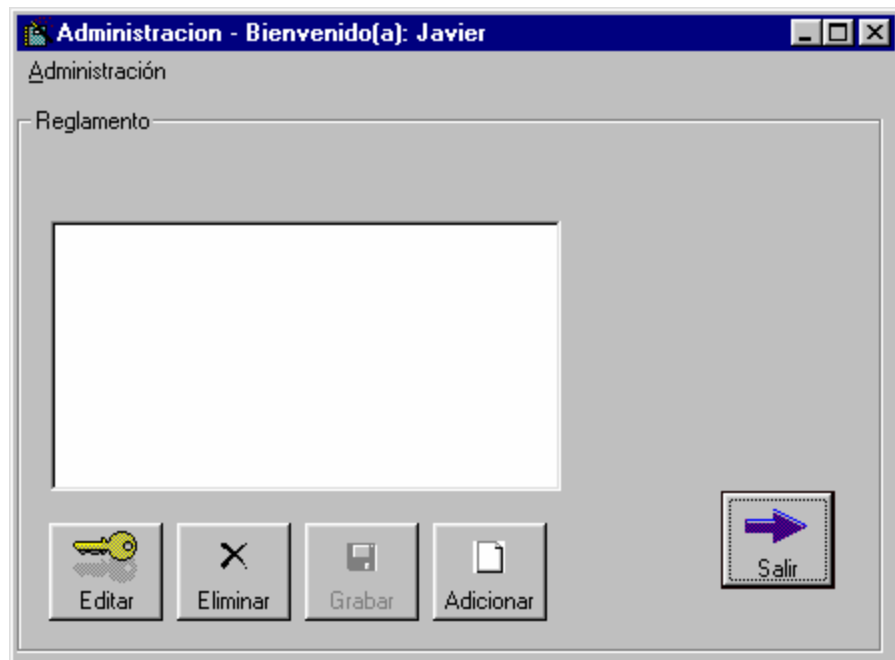 Administracion - Bienvenido(a): Javier
Administración
Reglamento
Salir
Editar
Eliminar
Grabar
Adicionar